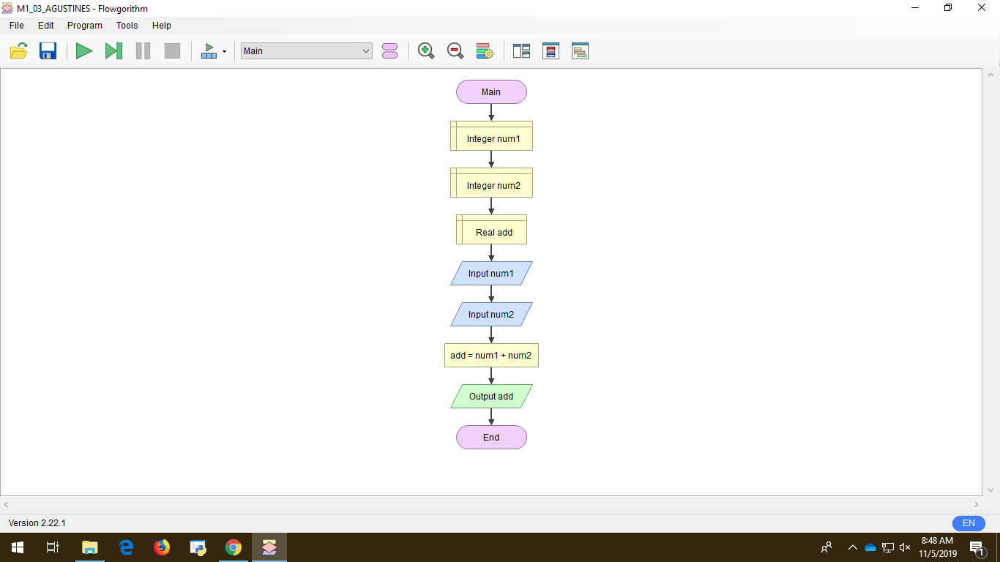 M1_03_AGUSTINES - Flowgorithm
File Edit Program Tools Help
Main
Main
Integer num1
Integer num2
Real add
Input num1
Input num2
add = num1 + num2
Output add
End
Version 2.22.1
EN
8:48 AM
11/5/2019
1